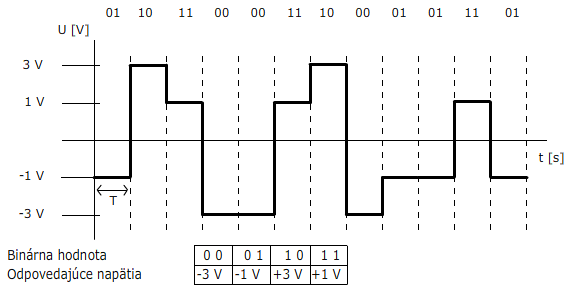 01 10 11 00 00 11 10 00 01 01 11 01
U [V]
3 V
1 V
t [s]
-1 V
T
-3 V
Binárna hodnota 0 0 0 1 1 0 1 1
Odpovedajúce napätia -3 V -1 V +3 V +1 V